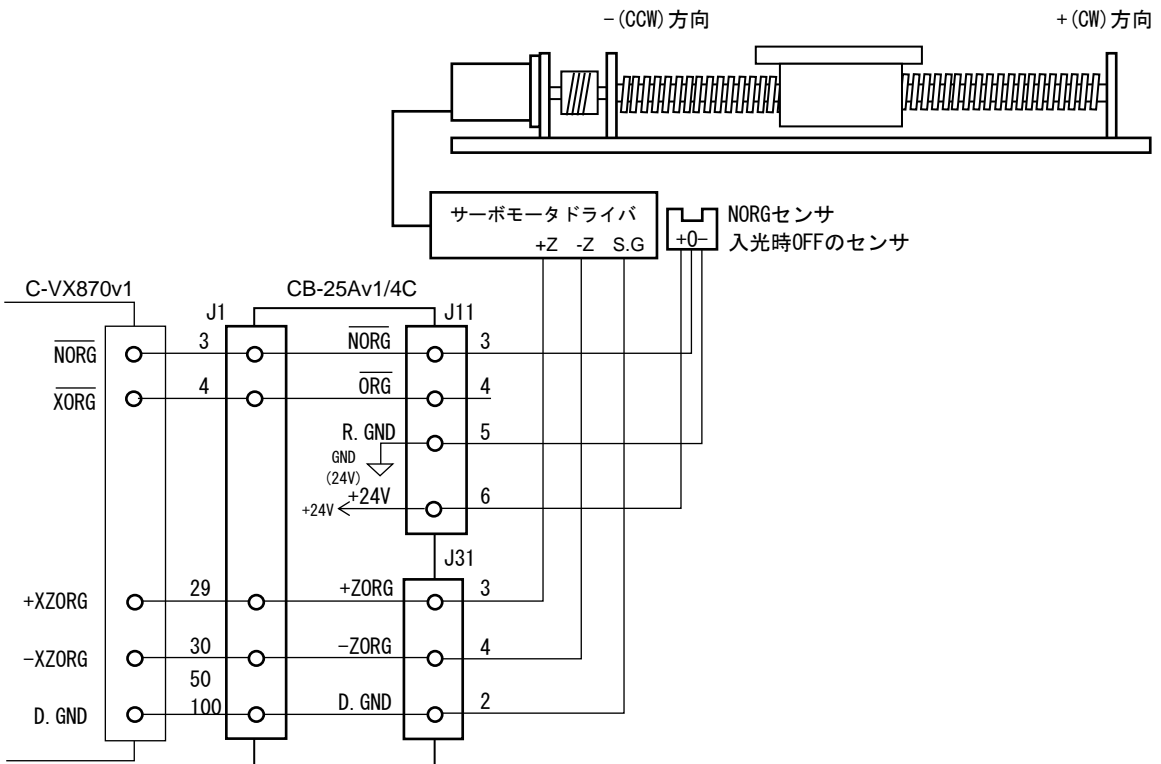 -(CCW)方向
+(CW)方向
サーボモータドライバ
+Z -Z S.G
NORGセンサ
入光時OFFのセンサ
+O-
C-VX870v1
CB-25Av1/4C
J1
J11
NORG
3
NORG
3
XORG
4
ORG
4
R.GND
5
GND
(24V)
+24V
+24V
6
J31
+XZORG
29
+ZORG
3
-XZORG
30
-ZORG
4
50
D.GND
100
D.GND
2